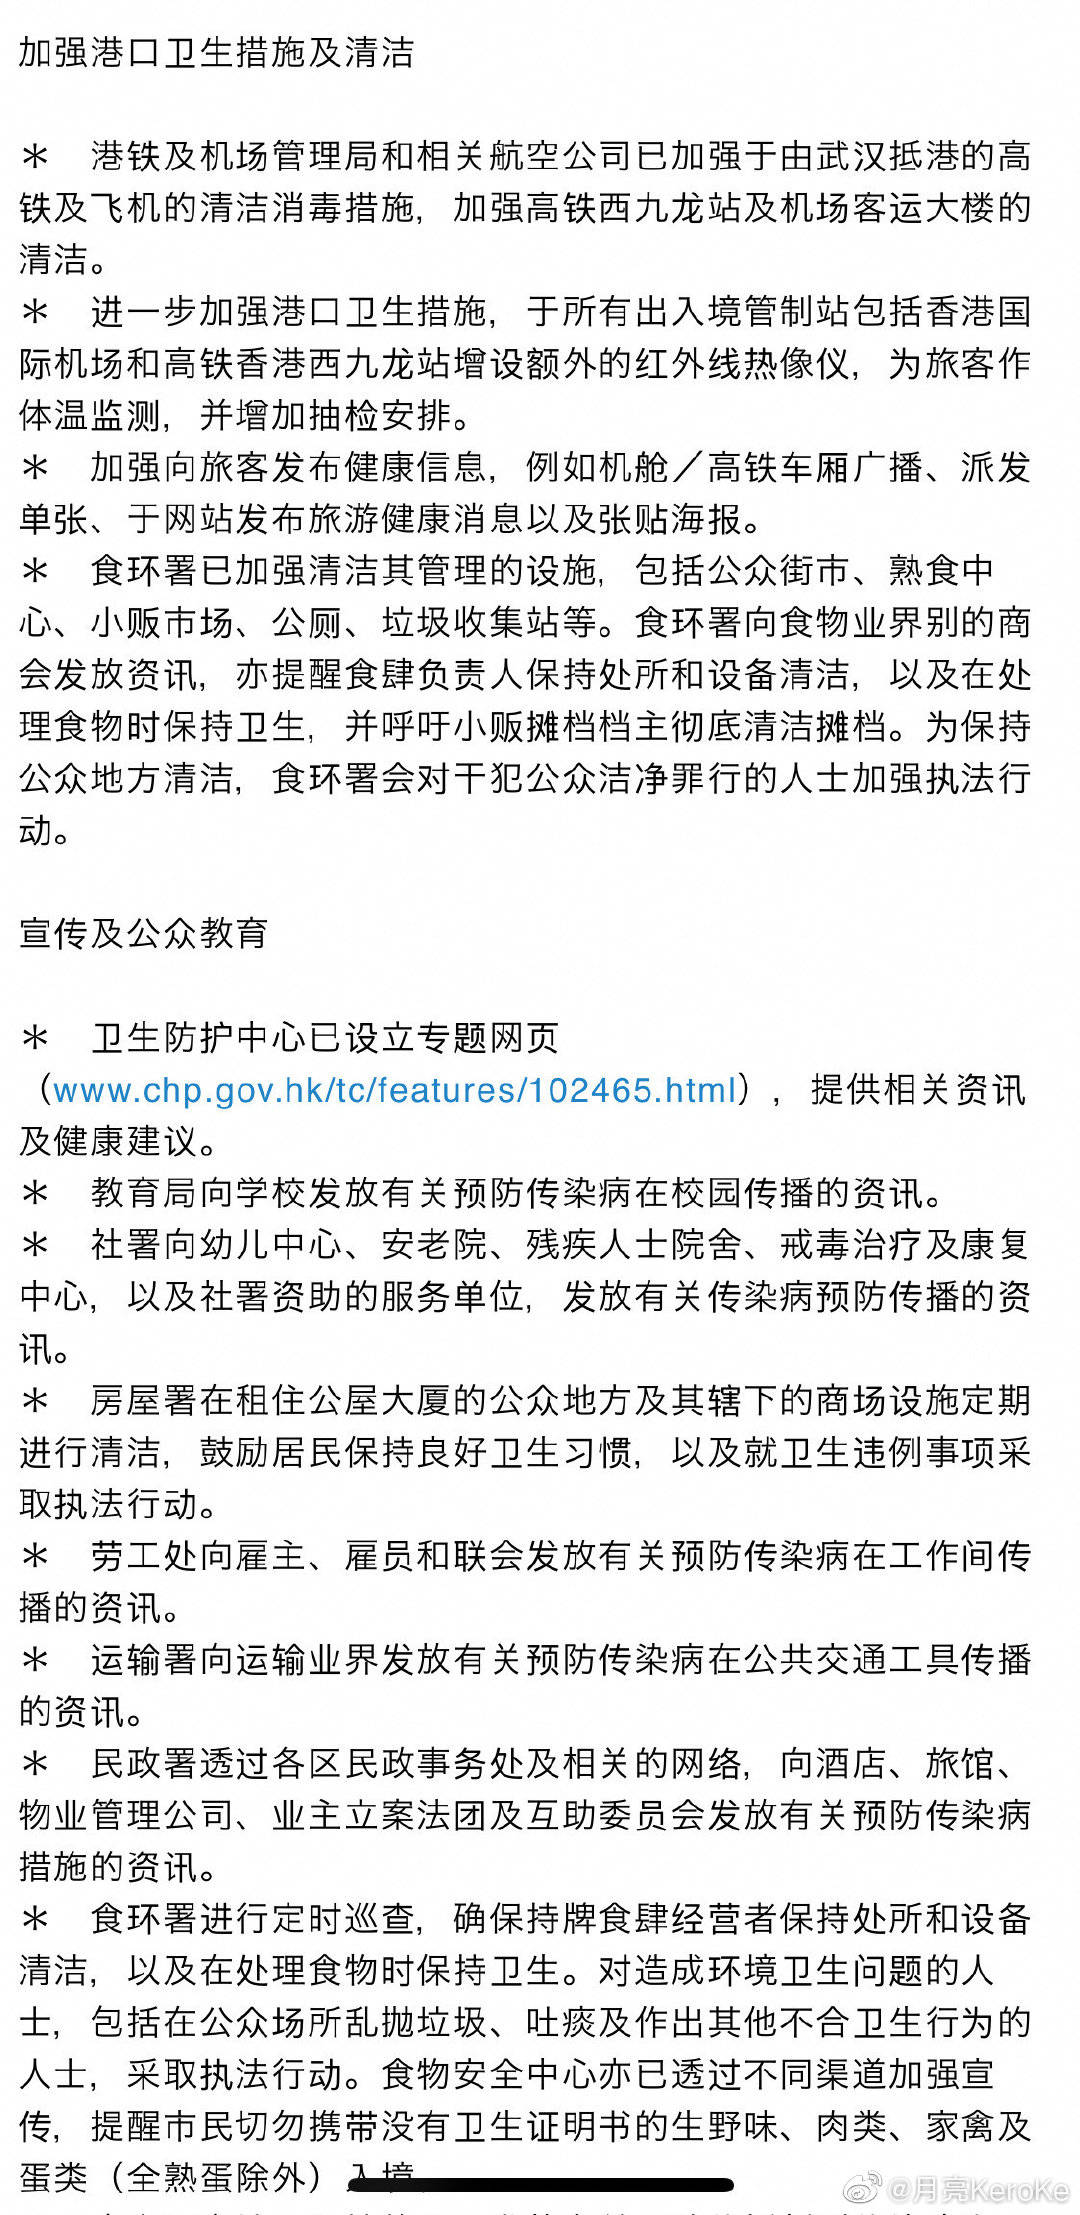 加强港口卫生措施及清洁
＊　港铁及机场管理局和相关航空公司已加强于由武汉抵港的高
铁及飞机的清洁消毒措施，加强高铁西九龙站及机场客运大楼的
清洁。
＊　进一步加强港口卫生措施，于所有出入境管制站包括香港国
际机场和高铁香港西九龙站增设额外的红外线热像仪，为旅客作
体温监测，并增加抽检安排。
＊　加强向旅客发布健康信息，例如机舱／高铁车厢广播、派发
单张、于网站发布旅游健康消息以及张贴海报。
＊　食环署已加强清洁其管理的设施，包括公众街市、熟食中
心、小贩市场、公厕、垃圾收集站等。食环署向食物业界别的商
会发放资讯，亦提醒食肆负责人保持处所和设备清洁，以及在处
理食物时保持卫生，并呼吁小贩摊档档主彻底清洁摊档。为保持
公众地方清洁，食环署会对干犯公众洁净罪行的人士加强执法行
动。
宣传及公众教育
＊　卫生防护中心已设立专题网页
（www.chp.gov.hk/tc/features/102465.html），提供相关资讯
及健康建议。
＊　教育局向学校发放有关预防传染病在校园传播的资讯。
＊　社署向幼儿中心、安老院、残疾人士院舍、戒毒治疗及康复
中心，以及社署资助的服务单位，发放有关传染病预防传播的资
讯。
＊　房屋署在租住公屋大厦的公众地方及其辖下的商场设施定期
进行清洁，鼓励居民保持良好卫生习惯，以及就卫生违例事项采
取执法行动。
＊　劳工处向雇主、雇员和联会发放有关预防传染病在工作间传
播的资讯。
＊　运输署向运输业界发放有关预防传染病在公共交通工具传播
的资讯。
＊　民政署透过各区民政事务处及相关的网络，向酒店、旅馆、
物业管理公司、业主立案法团及互助委员会发放有关预防传染病
措施的资讯。
＊　食环署进行定时巡查，确保持牌食肆经营者保持处所和设备
清洁，以及在处理食物时保持卫生。对造成环境卫生问题的人
士，包括在公众场所乱抛垃圾、吐痰及作出其他不合卫生行为的
人士，采取执法行动。食物安全中心亦已透过不同渠道加强宣
传，提醒市民切勿携带没有卫生证明书的生野味、肉类、家禽及
蛋类（全熟蛋除外）入境
@月亮KeroKe